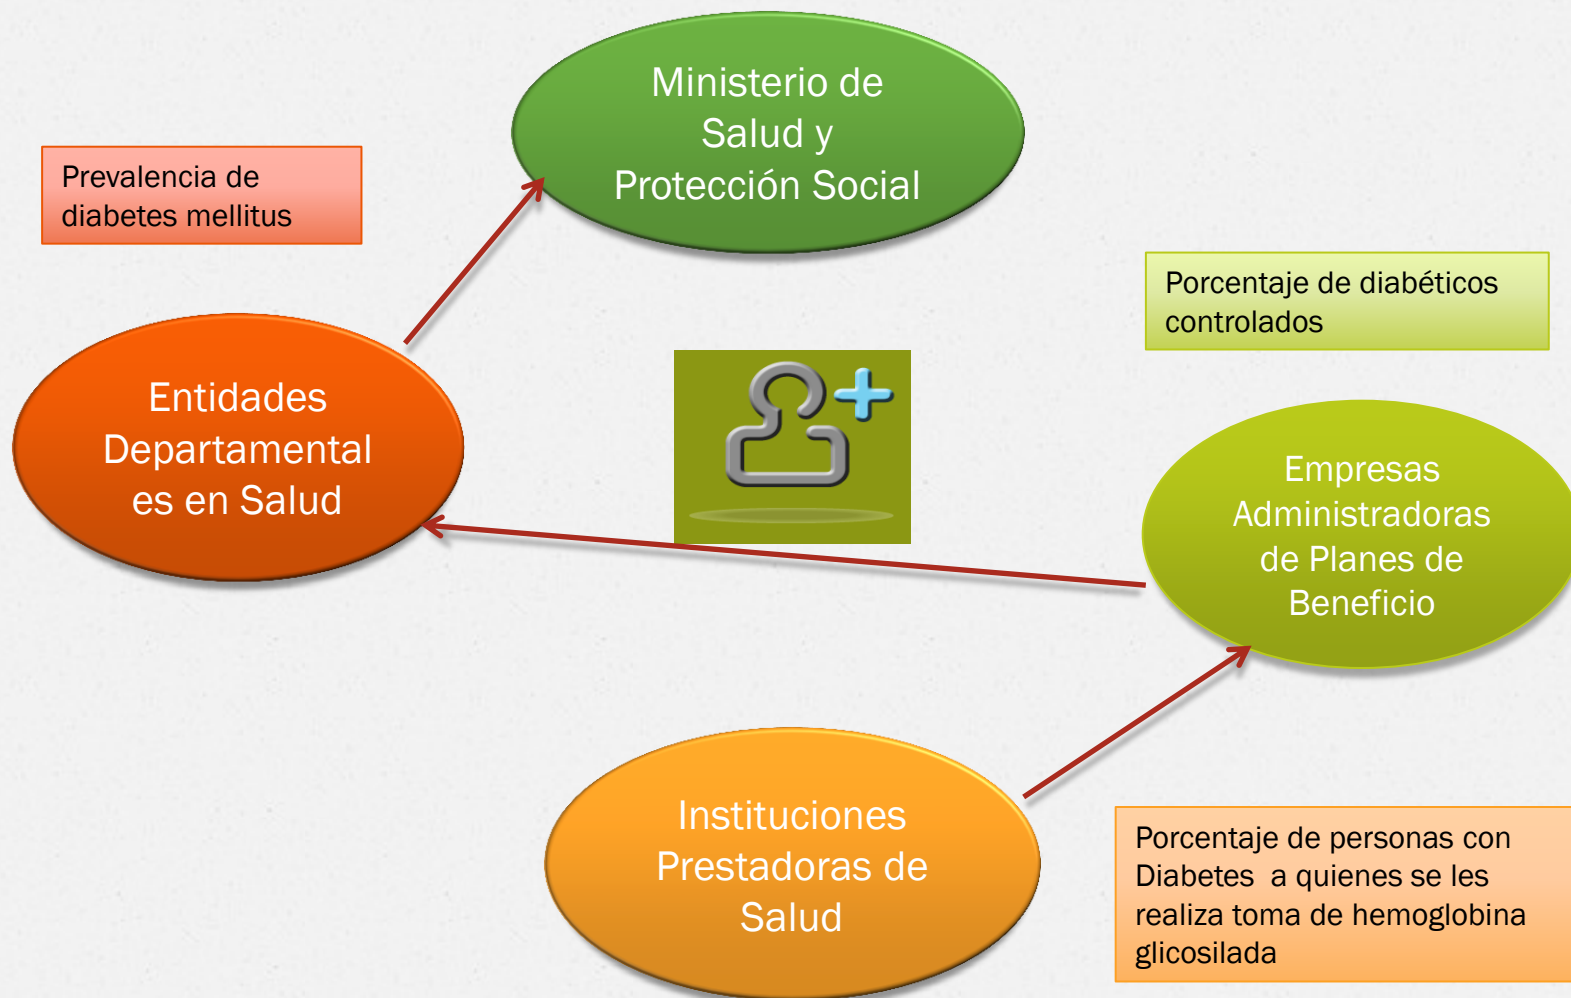 Ministerio de
Salud y
Protección Social
Prevalencia de
diabetes mellitus
Porcentaje de diabéticos
controlados
Entidades
Departamental
es en Salud
Empresas
Administradoras
de Planes de
Beneficio
Instituciones
Prestadoras de
Salud
Porcentaje de personas con
Diabetes a quienes se les
realiza toma de hemoglobina
glicosilada